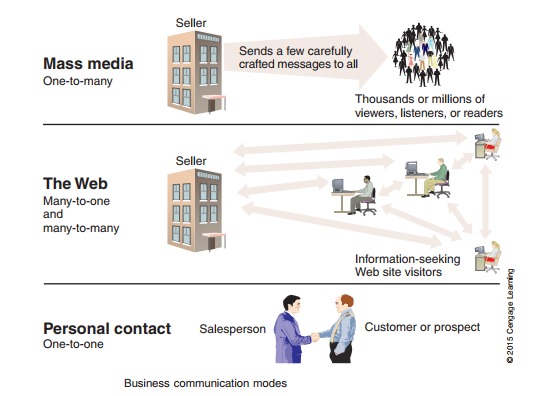 Seller
Mass media
One-to-many
Sends a few carefully
crafted messages to all
Thousands or millions of
viewers, listeners, or readers
Seller
The Web
Many-to-one
and
many-to-many
Information-seeking
Web site visitors
Personal contact
One-to-one
Salesperson
Customer or prospect
© 2015 Cengage Learning
Business communication modes